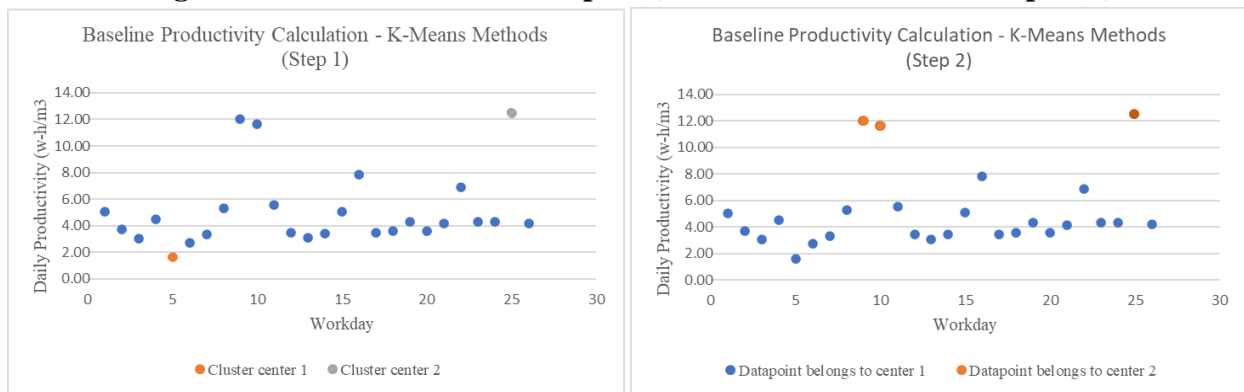 Baseline Productivity Calculation - K-Means Methods
(Step 1)
Daily Productivity (w-h/m3
14.00
12.00
10.00
8.00
6.00
4.00
2.00
0.00
0 5 10 15 20 25 30
Workday
Cluster center 1 Cluster center 2
Baseline Productivity Calculation - K-Means Methods
(Step 2)
Daily Productivity (w-h/m3
14.00
12.00
10.00
8.00
6.00
4.00
2.00
0.00
0 5 10 15 20 25 30
Workday
Datapoint belongs to center 1 Datapoint belongs to center 2